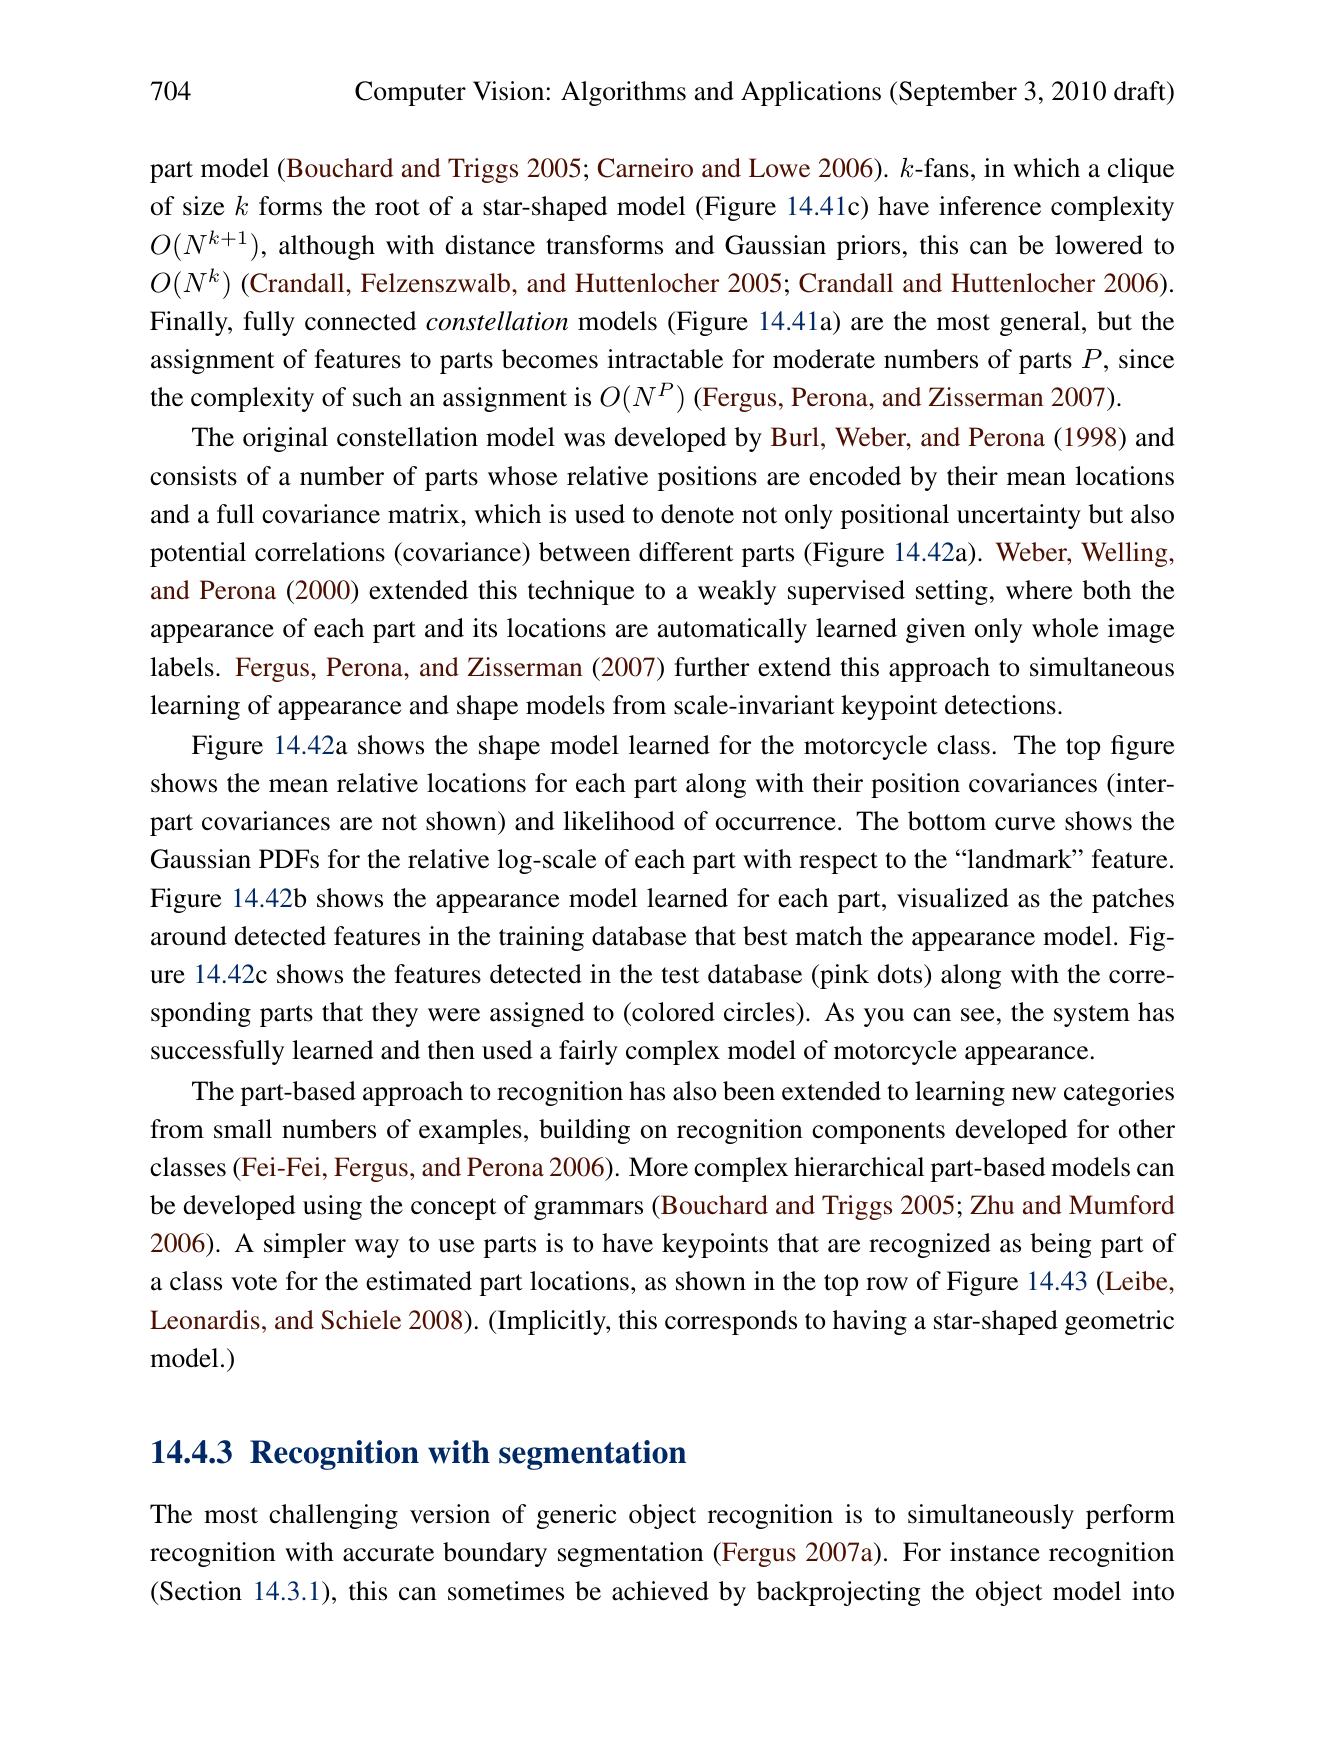 704 Computer Vision: Algorithms and Applications (September 3, 2010 draft)
part model (Bouchard and Triggs 2005; Carneiro and Lowe 2006). k-fans, in which a clique
of size k forms the root of a star-shaped model (Figure 14.41c) have inference complexity
O(N^{k+1}), although with distance transforms and Gaussian priors, this can be lowered to
O(N^k) (Crandall, Felzenszwalb, and Huttenlocher 2005; Crandall and Huttenlocher 2006).
Finally, fully connected constellation models (Figure 14.41a) are the most general, but the
assignment of features to parts becomes intractable for moderate numbers of parts P, since
the complexity of such an assignment is O(N^P) (Fergus, Perona, and Zisserman 2007).
The original constellation model was developed by Burl, Weber, and Perona (1998) and
consists of a number of parts whose relative positions are encoded by their mean locations
and a full covariance matrix, which is used to denote not only positional uncertainty but also
potential correlations (covariance) between different parts (Figure 14.42a). Weber, Welling,
and Perona (2000) extended this technique to a weakly supervised setting, where both the
appearance of each part and its locations are automatically learned given only whole image
labels. Fergus, Perona, and Zisserman (2007) further extend this approach to simultaneous
learning of appearance and shape models from scale-invariant keypoint detections.
Figure 14.42a shows the shape model learned for the motorcycle class. The top figure
shows the mean relative locations for each part along with their position covariances (inter-
part covariances are not shown) and likelihood of occurrence. The bottom curve shows the
Gaussian PDFs for the relative log-scale of each part with respect to the “landmark” feature.
Figure 14.42b shows the appearance model learned for each part, visualized as the patches
around detected features in the training database that best match the appearance model. Fig-
ure 14.42c shows the features detected in the test database (pink dots) along with the corre-
sponding parts that they were assigned to (colored circles). As you can see, the system has
successfully learned and then used a fairly complex model of motorcycle appearance.
The part-based approach to recognition has also been extended to learning new categories
from small numbers of examples, building on recognition components developed for other
classes (Fei-Fei, Fergus, and Perona 2006). More complex hierarchical part-based models can
be developed using the concept of grammars (Bouchard and Triggs 2005; Zhu and Mumford
2006). A simpler way to use parts is to have keypoints that are recognized as being part of
a class vote for the estimated part locations, as shown in the top row of Figure 14.43 (Leibe,
Leonardis, and Schiele 2008). (Implicitly, this corresponds to having a star-shaped geometric
model.)
14.4.3 Recognition with segmentation
The most challenging version of generic object recognition is to simultaneously perform
recognition with accurate boundary segmentation (Fergus 2007a). For instance recognition
(Section 14.3.1), this can sometimes be achieved by backprojecting the object model into